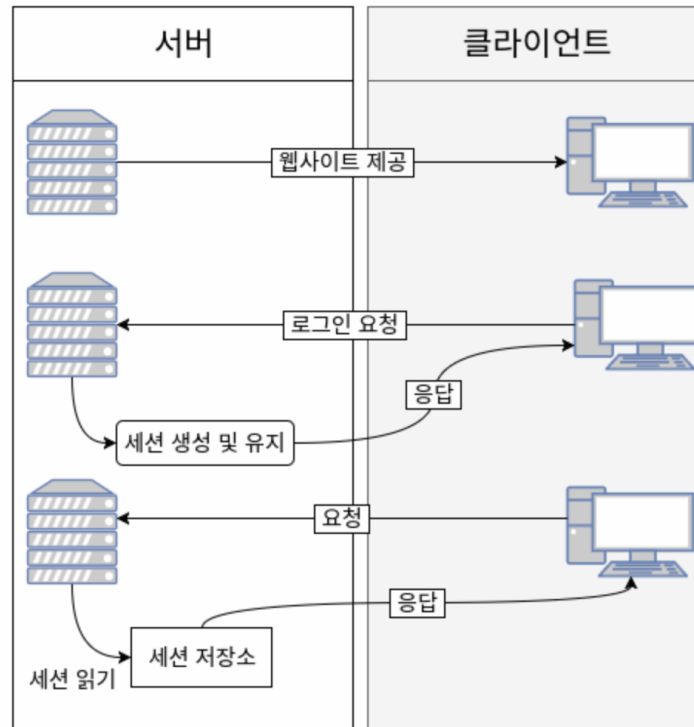 서버
클라이언트
웹사이트 제공
로그인 요청
응답
세션 생성 및 유지
요청
응답
세션 저장소
세션 읽기